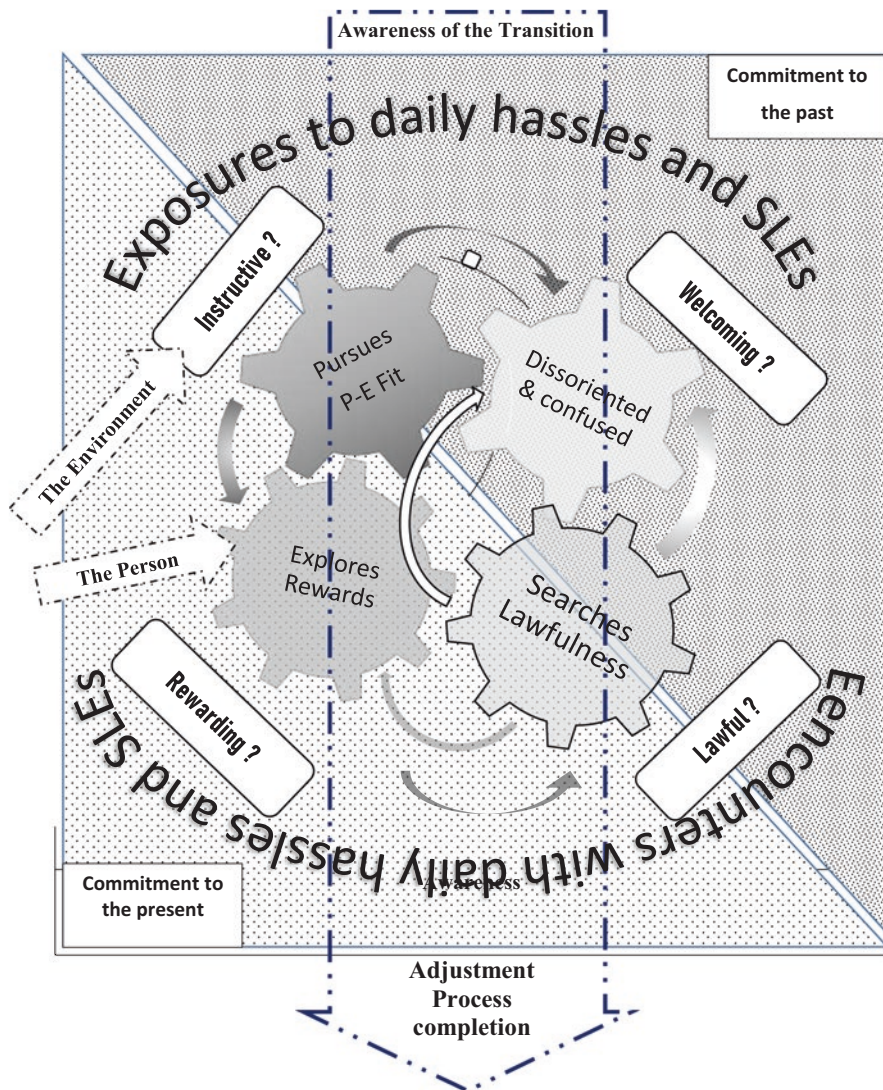 Awareness of the Transition
Commitment to
the past
Exposures to daily hassles and SLEs
Instructive ?
Welcoming ?
Pursues
P-E Fit
Dissoriented
& confused
The Environment
The Person
Explores
Rewards
Searches
Lawfulness
Rewarding ?
Lawful ?
Eencounters with daily hassles and SLEs
Awareness
Commitment to
the present
Adjustment
Process
completion